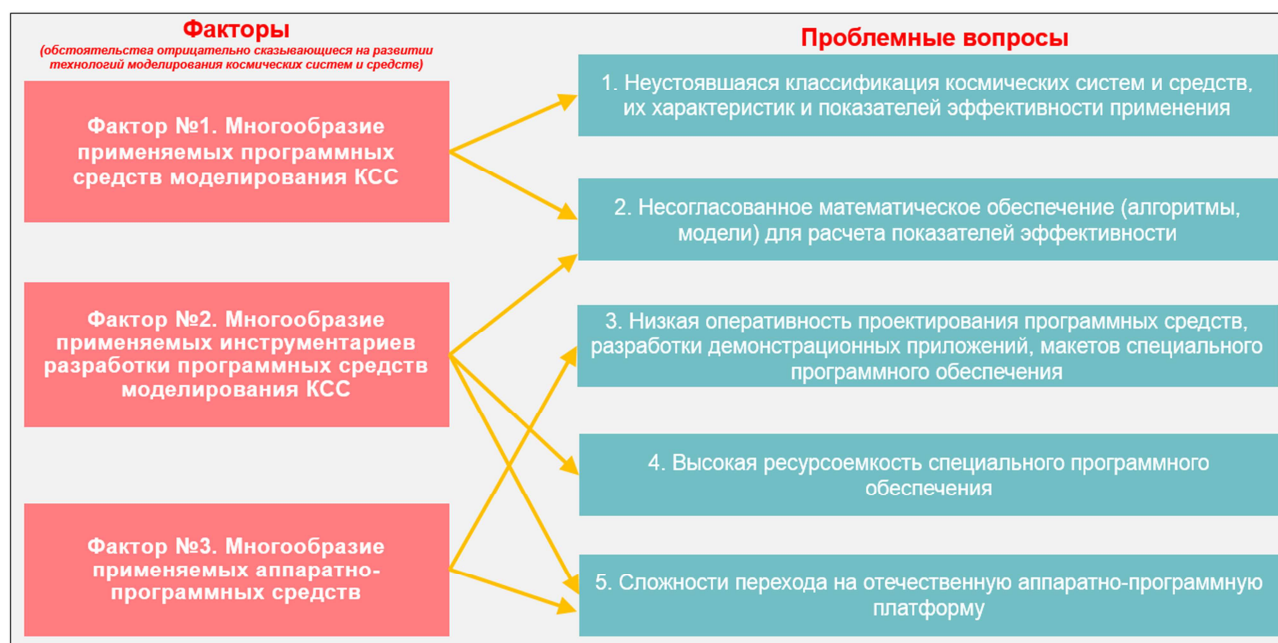 Факторы
(обстоятельства отрицательно сказывающиеся на развитии
технологий моделирования космических систем и средств)
Фактор №1. Многообразие
применяемых программных
средств моделирования КСС
Фактор №2. Многообразие
применяемых инструментариев
разработки программных средств
моделирования КСС
Фактор №3. Многообразие
применяемых аппаратно-
программных средств
Проблемные вопросы
1. Неустоявшаяся классификация космических систем и средств,
их характеристик и показателей эффективности применения
2. Несогласованное математическое обеспечение (алгоритмы,
модели) для расчета показателей эффективности
3. Низкая оперативность проектирования программных средств,
разработки демонстрационных приложений, макетов специального
программного обеспечения
4. Высокая ресурсоемкость специального программного
обеспечения
5. Сложности перехода на отечественную аппаратно-программную
платформу